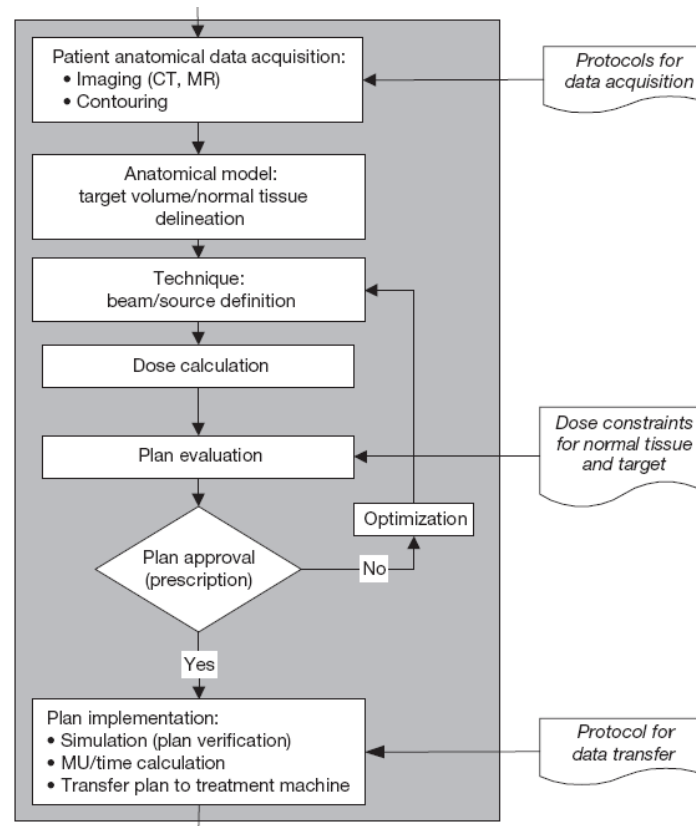 Patient anatomical data acquisition:
• Imaging (CT, MR)
• Contouring
Protocols for
data acquisition
Anatomical model:
target volume/normal tissue
delineation
Technique:
beam/source definition
Dose calculation
Plan evaluation
Dose constraints
for normal tissue
and target
Optimization
Plan approval
(prescription)
No
Yes
Plan implementation:
• Simulation (plan verification)
• MU/time calculation
• Transfer plan to treatment machine
Protocol for
data transfer